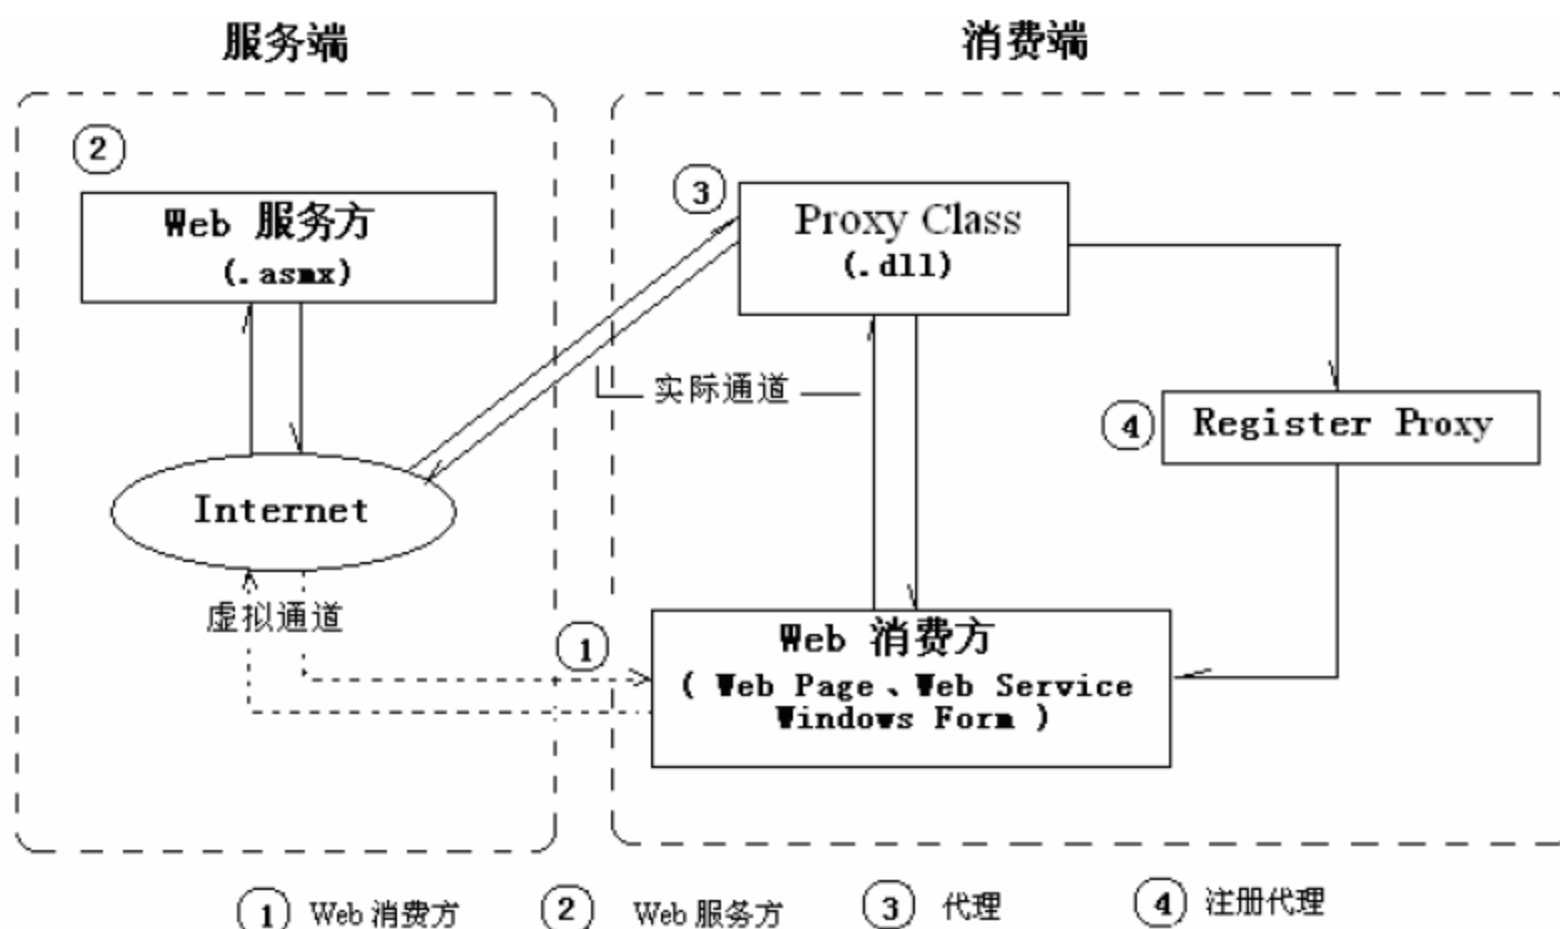 服务端
消费端
2
Web 服务方
(.asmx)
3
Proxy Class
(.dll)
实际通道
4
Register Proxy
Internet
虚拟通道
1
Web 消费方
( Web Page、Web Service
Windows Form )
1 Web 消费方
2 Web 服务方
3 代理
4 注册代理